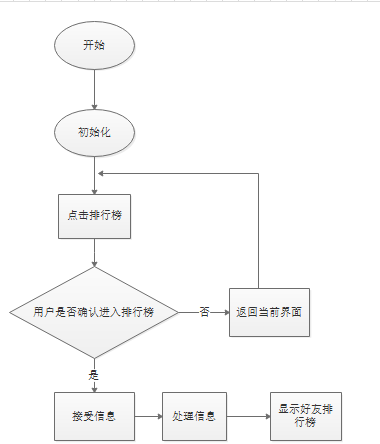 开始
初始化
点击排行榜
用户是否确认进入排行榜
否
返回当前界面
是
接受信息
处理信息
显示好友排
行榜